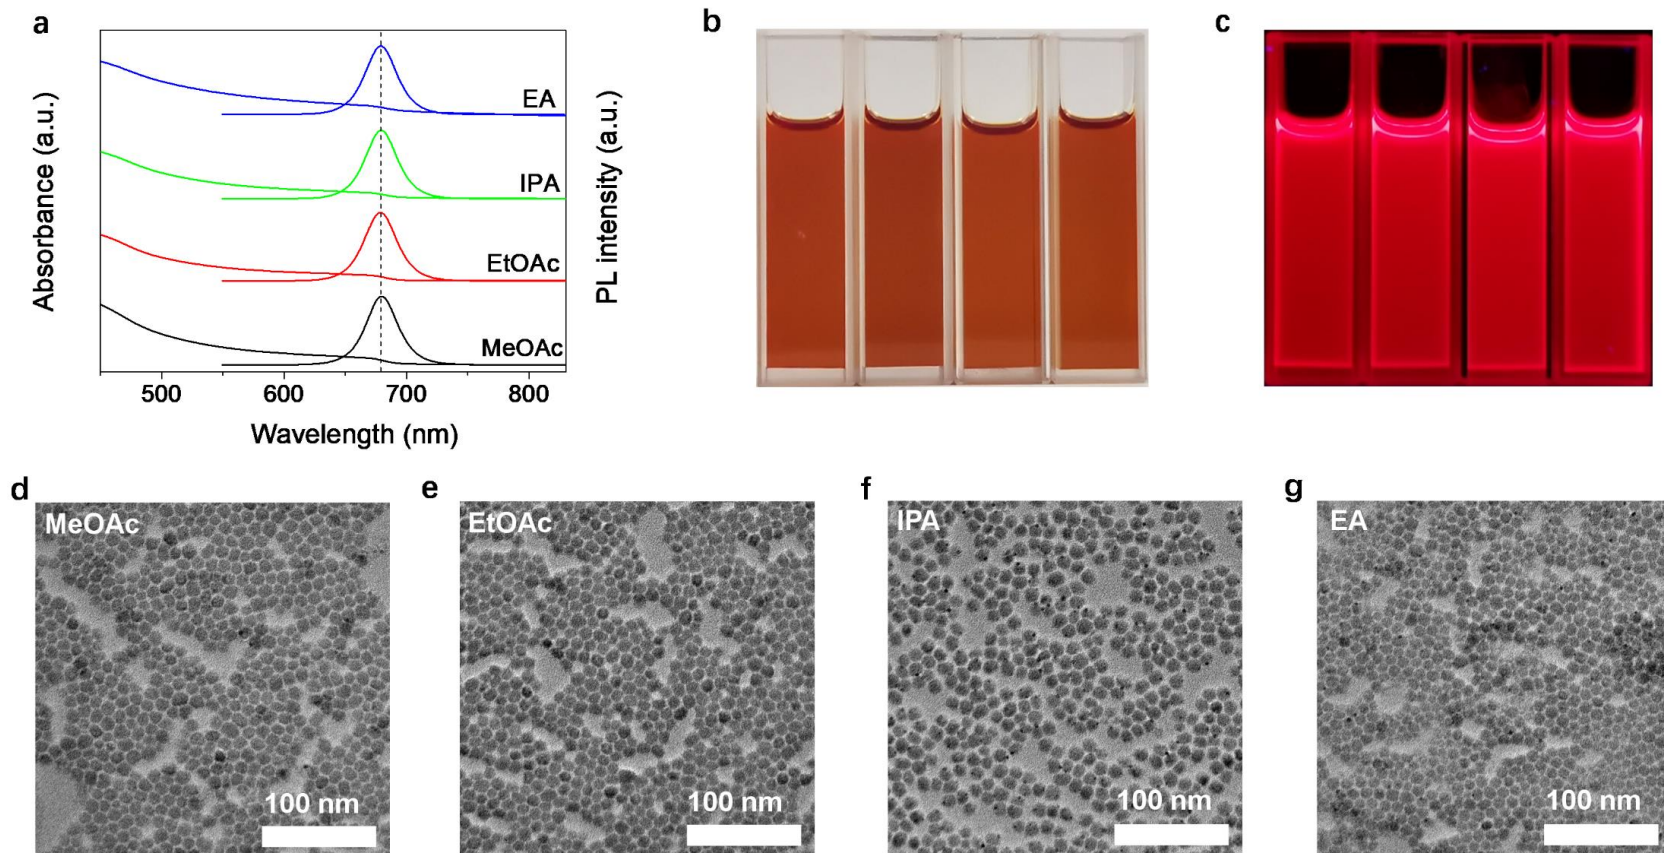 a
b
c
Absorbance (a.u.)
PL intensity (a.u.)
EA
IPA
EtOAc
MeOAc
500 600 700 800
Wavelength (nm)
d
e
f
g
MeOAc
EtOAc
IPA
EA
100 nm
100 nm
100 nm
100 nm